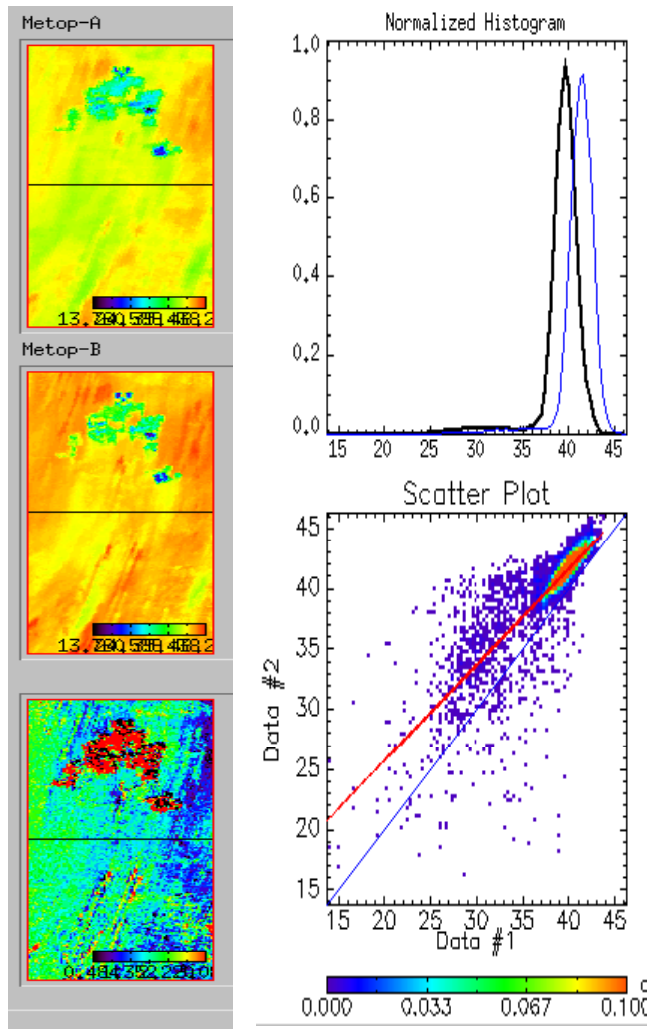 Metop-A
Metop-B
Normalized Histogram
1.0
0.8
0.6
0.4
0.2
0.0
15 20 25 30 35 40 45
Scatter Plot
45
40
35
30
25
20
15
Data #2
15 20 25 30 35 40 45
Data #1
0.000 0.033 0.067 0.100